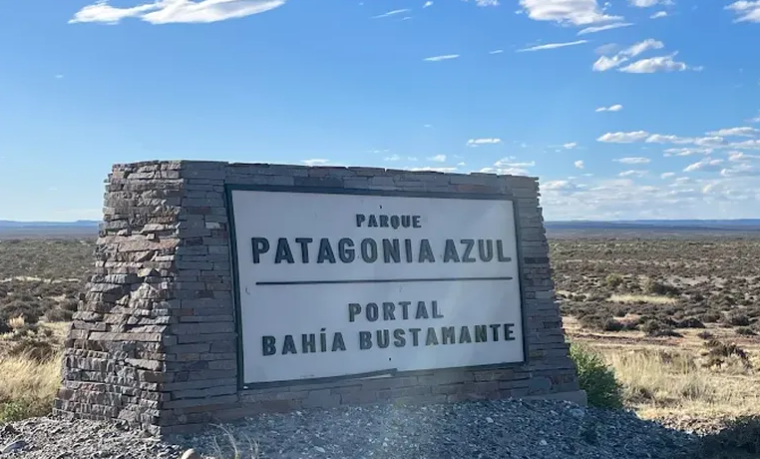 PARQUE
PATAGONIA AZUL
PORTAL
BAHÍA BUSTAMANTE